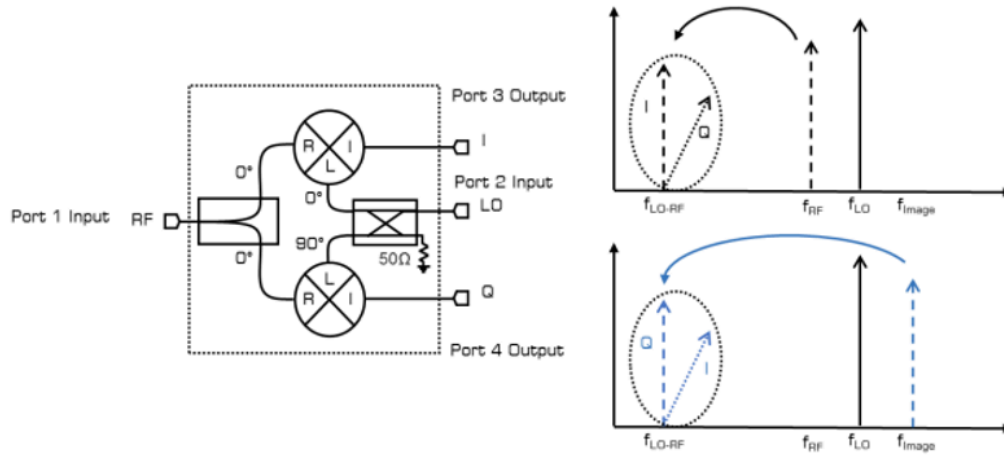 Port 3 Output
I
Port 2 Input
LO
Port 1 Input RF
0°
0°
0°
90°
50Ω
R I
L
L
R I
Q
Port 4 Output
I
Q
fLO-RF
fRF
fLO
fImage
Q
I
fLO-RF
fRF
fLO
fImage